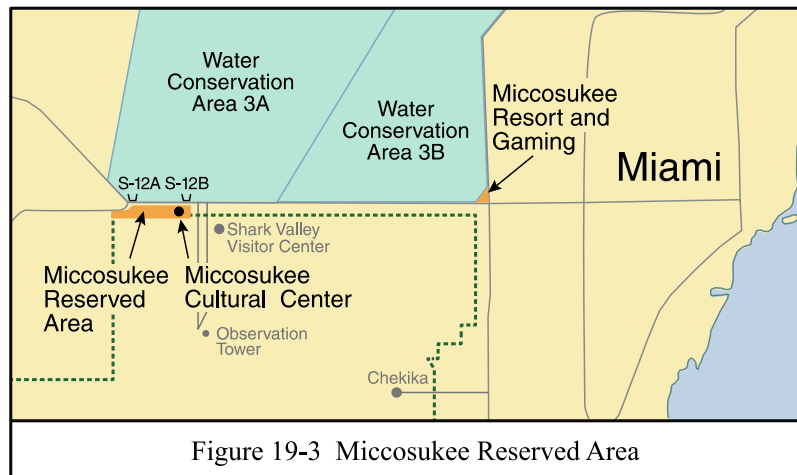 Water
Conservation
Area 3A
Water
Conservation
Area 3B
Miccosukee
Resort and
Gaming
Miami
S-12A
S-12B
Shark Valley
Visitor Center
Miccosukee
Reserved
Area
Miccosukee
Cultural Center
Observation
Tower
Chekika
Figure 19-3 Miccosukee Reserved Area